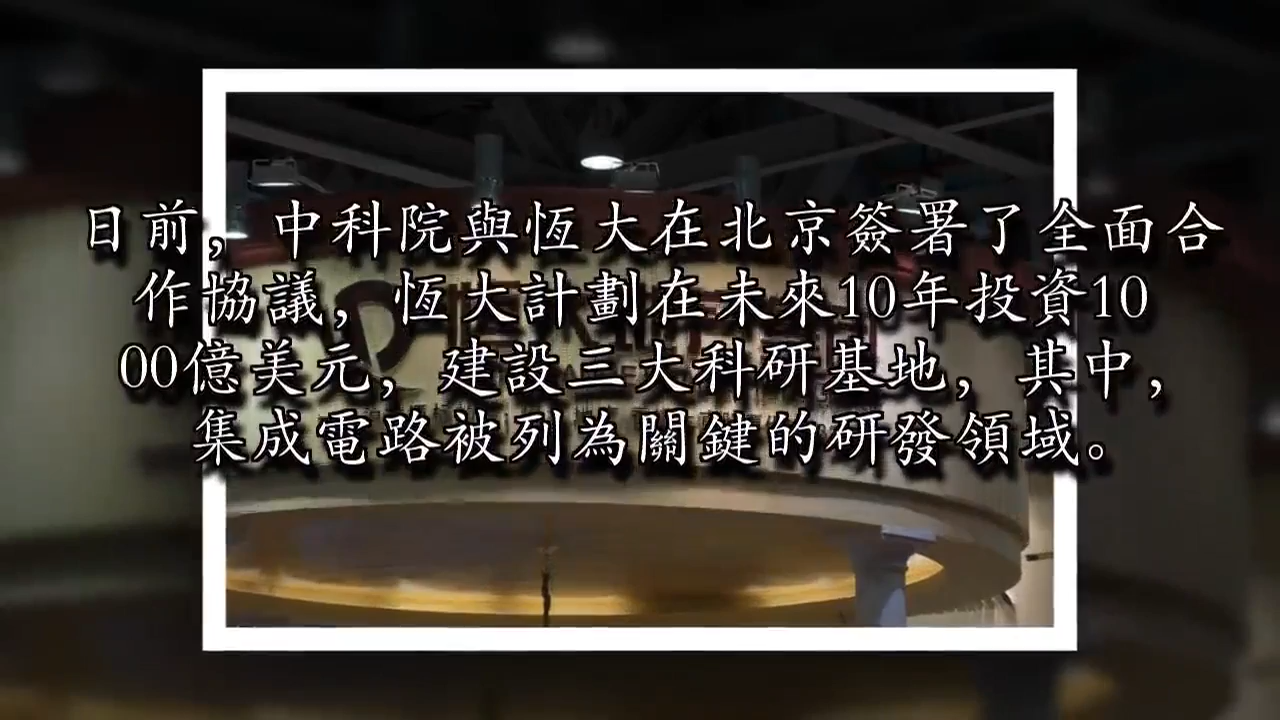 日前，中科院與恆大在北京簽署了全面合
作協議，恆大計劃在未來10年投資10
00億美元，建設三大科研基地，其中，
集成電路被列為關鍵的研發領域。